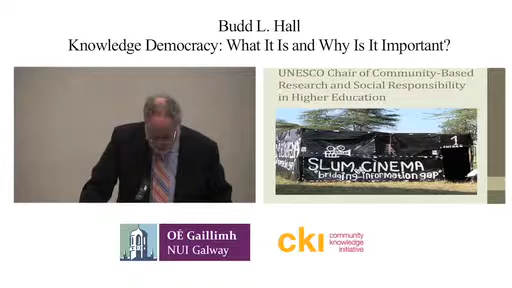 Budd L. Hall
Knowledge Democracy: What It Is and Why Is It Important?
UNESCO Chair of Community-Based
Research and Social Responsibility
in Higher Education
1
SLUM CINEMA
"bridging information gap"
OÉ Gaillimh
NUI Galway
cki
community
knowledge
initiative